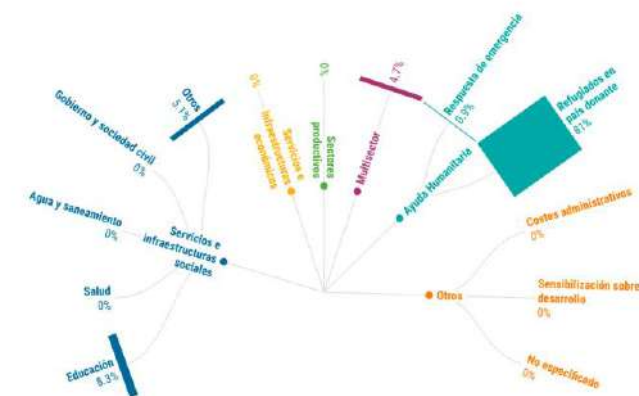 Otros
5.1%
Gobierno y sociedad civil
0%
Agua y saneamiento
0%
Salud
0%
Educación
8.3%
Servicios e
infraestructuras
sociales
0%
Servicios e
infraestructuras
económicos
0%
Sectores
productivos
4.7%
Multisector
Respuesta de emergencia
0.9%
Refugiados en
país donante
81%
Ayuda Humanitaria
Costos administrativos
0%
Sensibilización sobre
desarrollo
0%
No especificado
0%
Otros